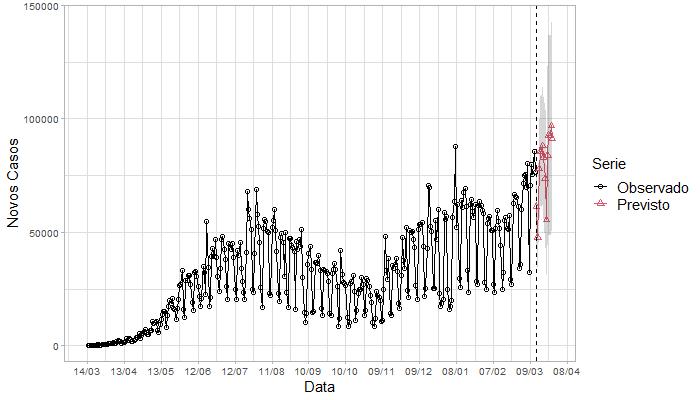 150000
100000
50000
0
Novos Casos
14/03 13/04 13/05 12/06 12/07 11/08 10/09 10/10 09/11 09/12 08/01 07/02 09/03 08/04
Data
Serie
Observado
Previsto